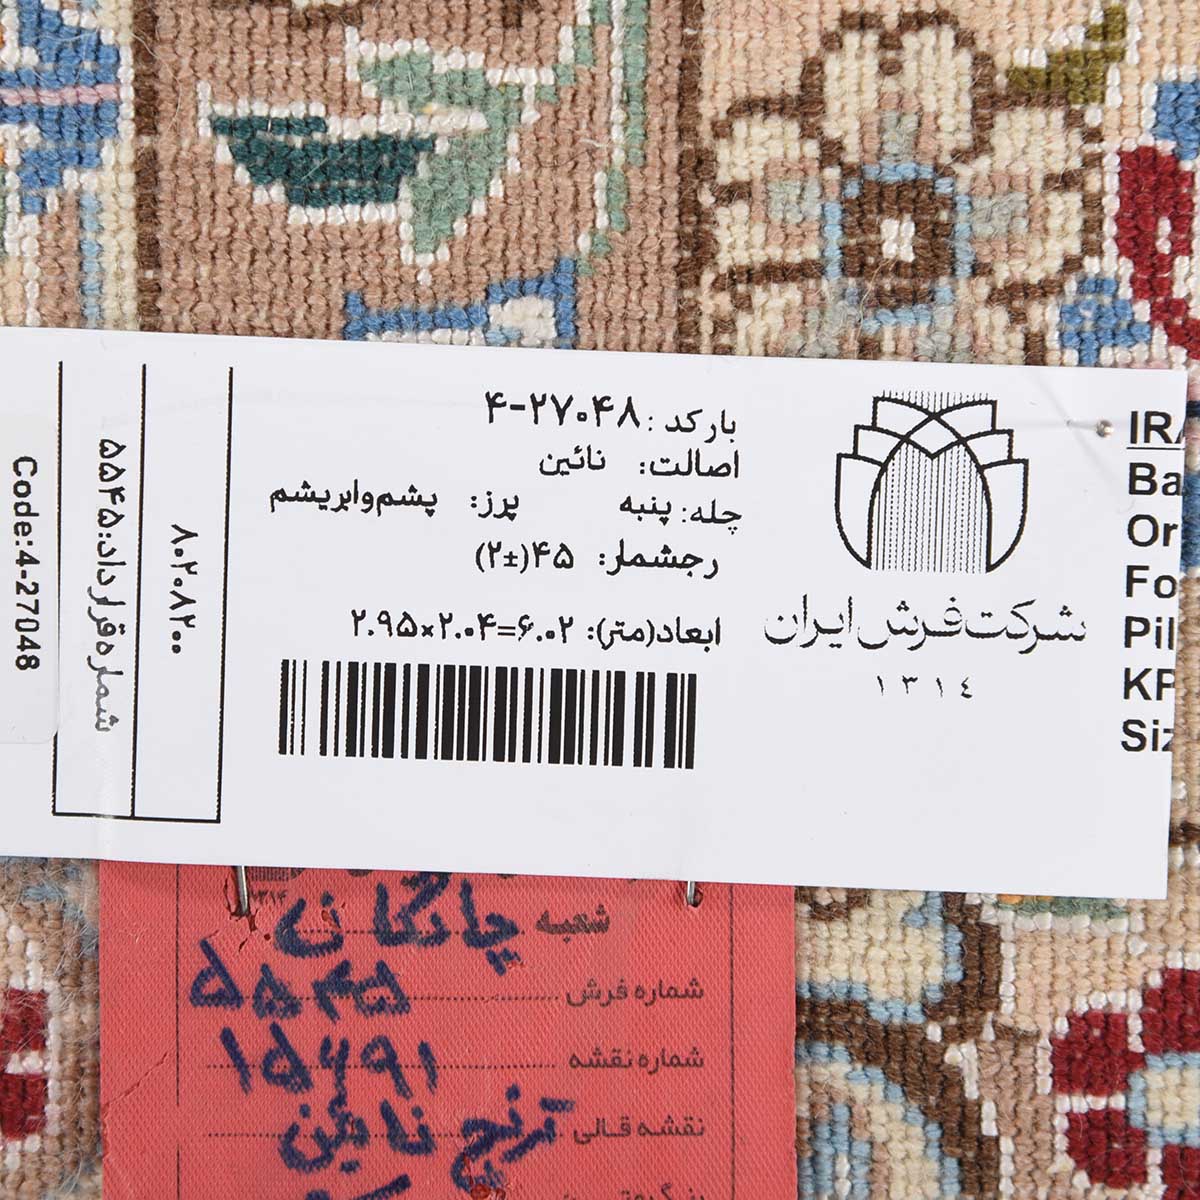 بارکد: ۴-۲۷۰۴۸
اصالت: نائین
چله: پنبه پرز: پشم‌وابریشم
رجشمار: ۴۵(±۲)
ابعاد(متر): ۲.۹۵×۲.۰۴=۶.۰۲
شرکت فرش ایران
۱۳۱۴
IRA
Ba
Or
Fo
Pil
KP
Siz
۸۰۲۰۸۲۰۰
شماره قرارداد: ۵۵۴۵
Code:4-27048
۱۳۱۴
شعبه چادگان
شماره فرش ۵۵۴۵
شماره نقشه ۱۵۶۹۱
نقشه قالی ترنج نائین